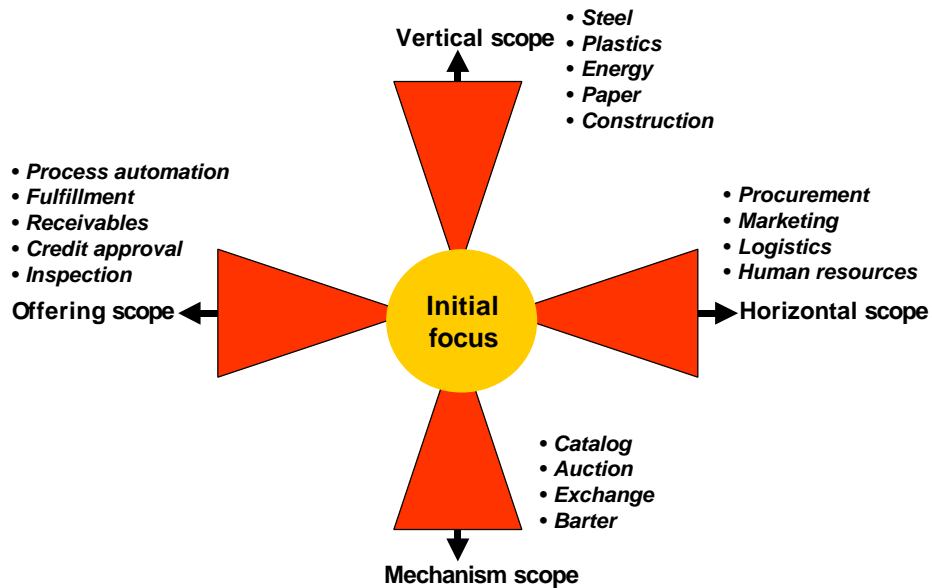 Vertical scope
• Steel
• Plastics
• Energy
• Paper
• Construction
• Process automation
• Fulfillment
• Receivables
• Credit approval
• Inspection
Offering scope
Initial
focus
• Procurement
• Marketing
• Logistics
• Human resources
Horizontal scope
• Catalog
• Auction
• Exchange
• Barter
Mechanism scope